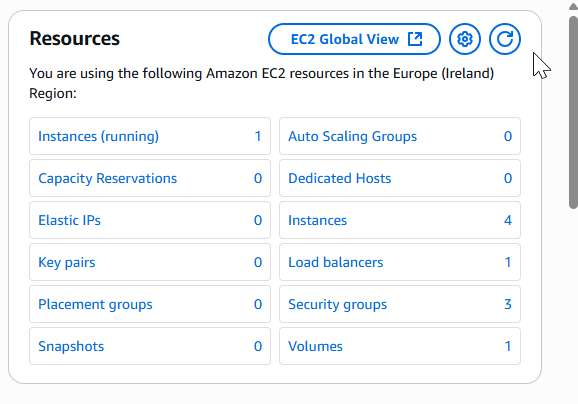 Resources
EC2 Global View
You are using the following Amazon EC2 resources in the Europe (Ireland)
Region:
Instances (running) 1
Auto Scaling Groups 0
Capacity Reservations 0
Dedicated Hosts 0
Elastic IPs 0
Instances 4
Key pairs 0
Load balancers 1
Placement groups 0
Security groups 3
Snapshots 0
Volumes 1